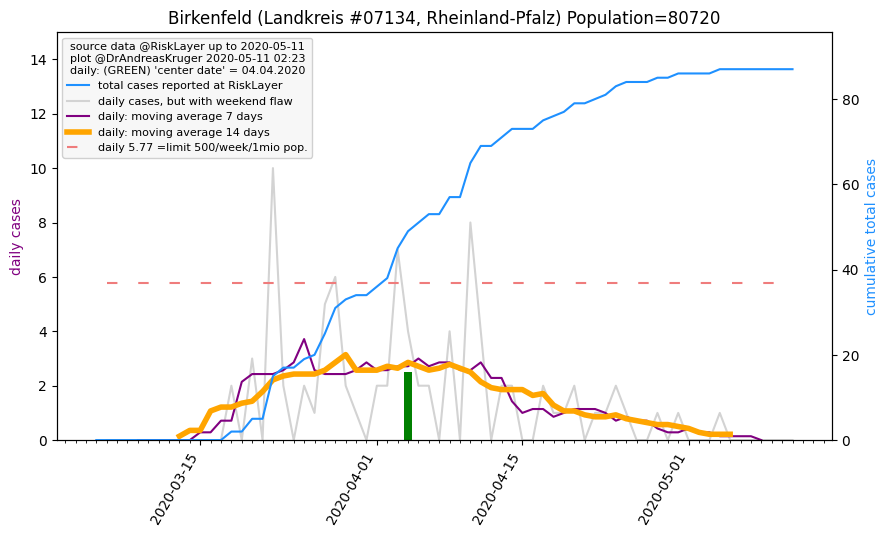 Birkenfeld (Landkreis #07134, Rheinland-Pfalz) Population=80720
source data @RiskLayer up to 2020-05-11
plot @DrAndreasKruger 2020-05-11 02:23
daily: (GREEN) 'center date' = 04.04.2020
total cases reported at RiskLayer
daily cases, but with weekend flaw
daily: moving average 7 days
daily: moving average 14 days
daily 5.77 =limit 500/week/1mio pop.
daily cases
14
12
10
8
6
4
2
0
cumulative total cases
80
60
40
20
0
2020-03-15
2020-04-01
2020-04-15
2020-05-01